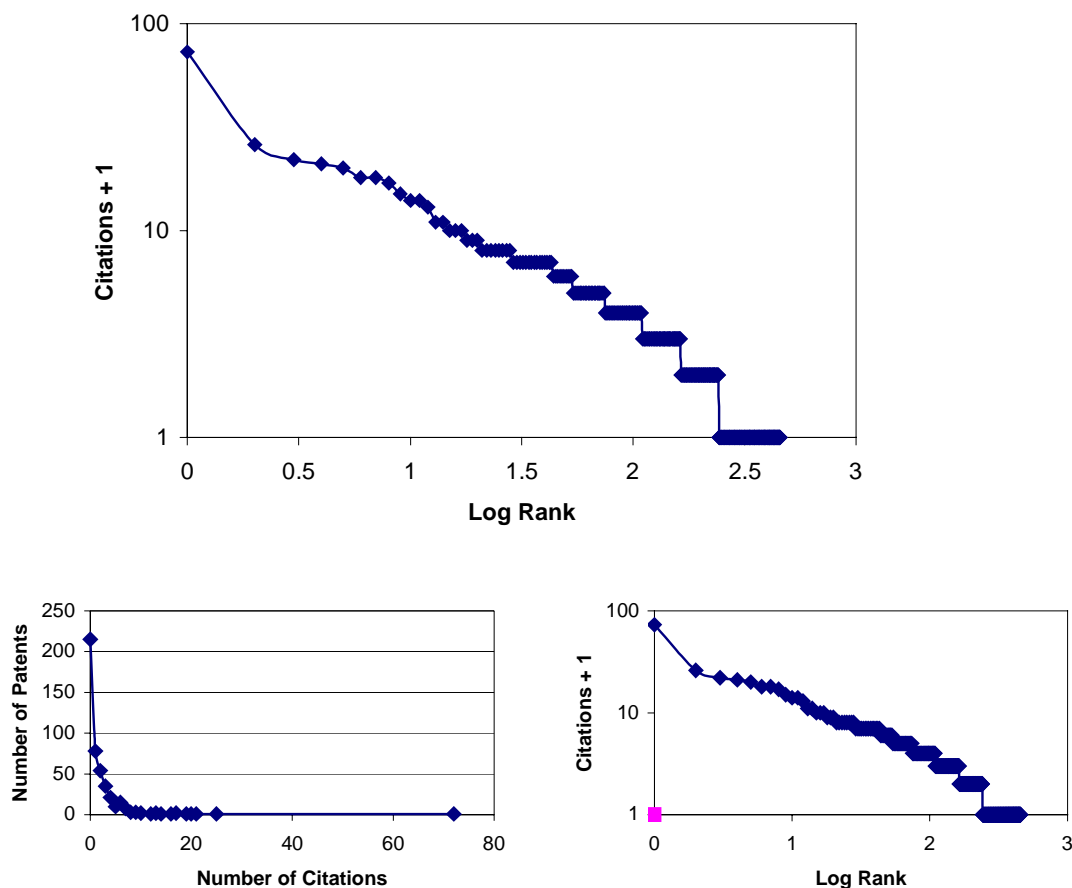 100
10
1
Citations + 1
0 0.5 1 1.5 2 2.5 3
Log Rank
250
200
150
100
50
0
Number of Patents
0 20 40 60 80
Number of Citations
100
10
1
Citations + 1
0 1 2 3
Log Rank